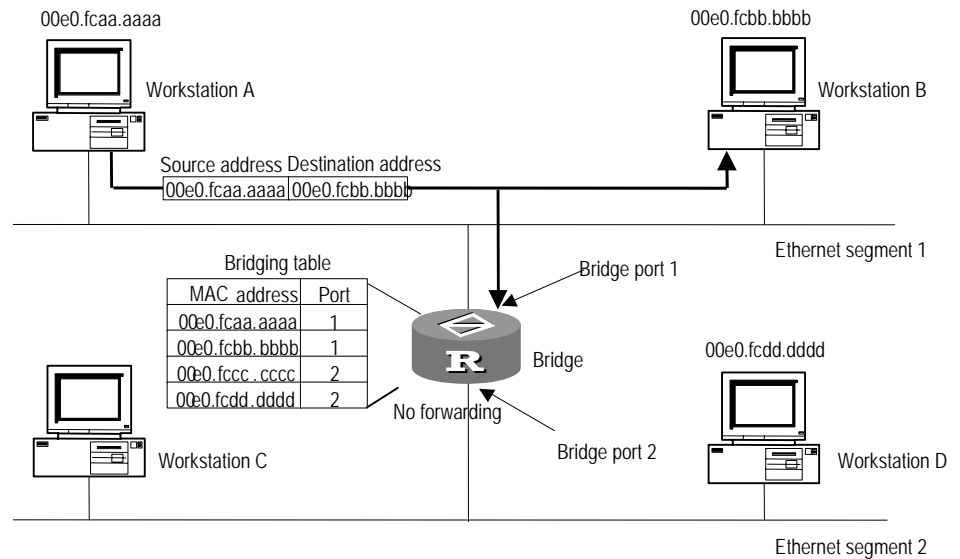 00e0.fcaa.aaaa
00e0.fcbb.bbbb
Workstation A
Workstation B
Source address Destination address
00e0.fcaa.aaaa 00e0.fcbb.bbbb
Ethernet segment 1
Bridging table
Bridge port 1
MAC address Port
00e0.fcaa.aaaa 1
00e0.fcbb.bbbb 1
00e0.fccc.cccc 2
00e0.fcdd.dddd 2
R
Bridge
00e0.fcdd.dddd
No forwarding
Bridge port 2
Workstation C
Workstation D
Ethernet segment 2